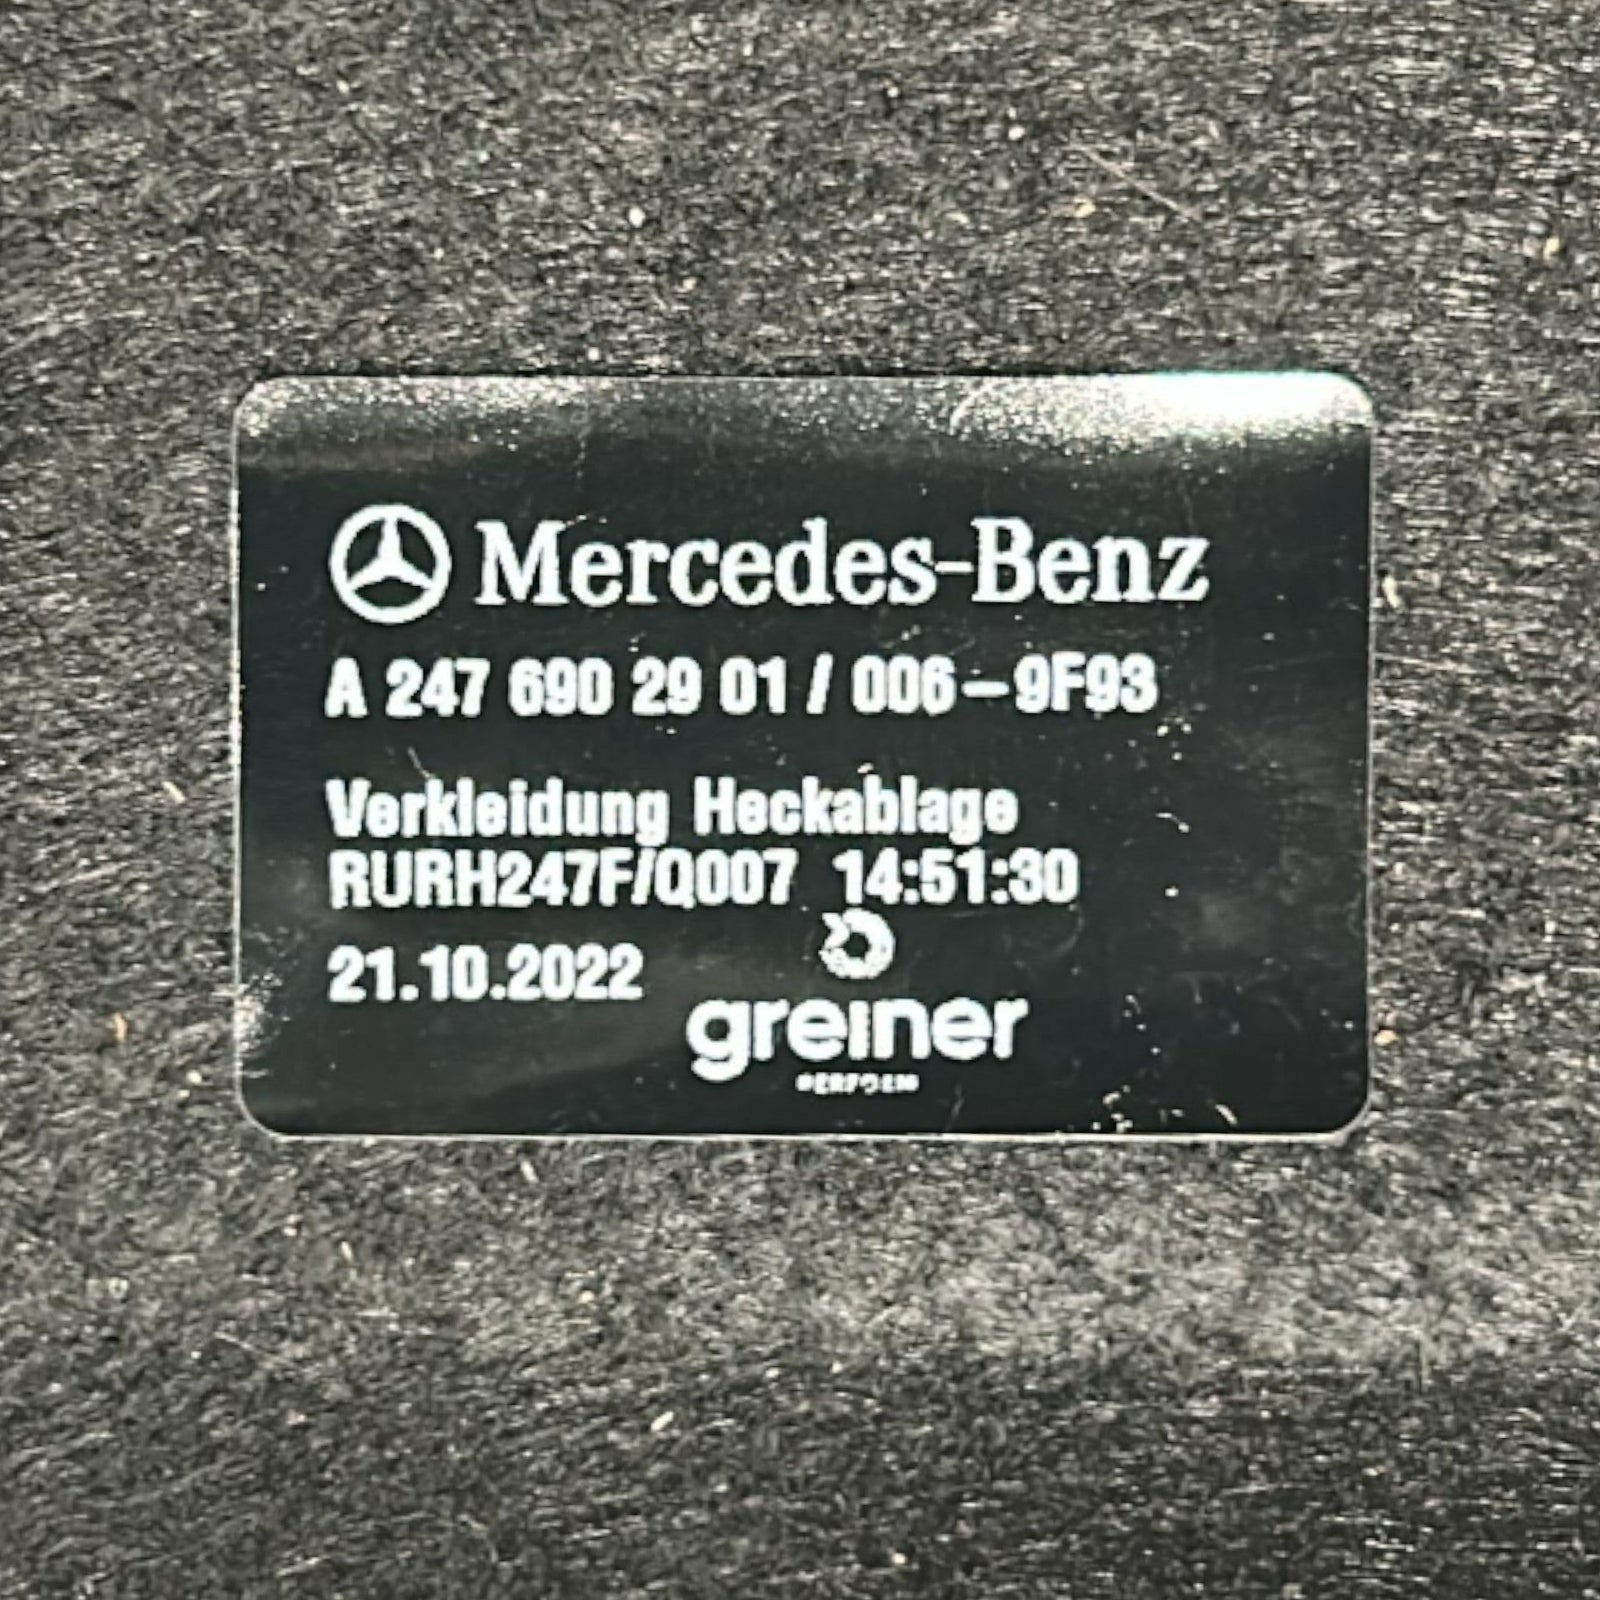 Mercedes-Benz
A 247 690 29 01 / 006-9F93
Verkleidung Heckablage
RURH247F/Q007 14:51:30
21.10.2022
greiner
PERFORM